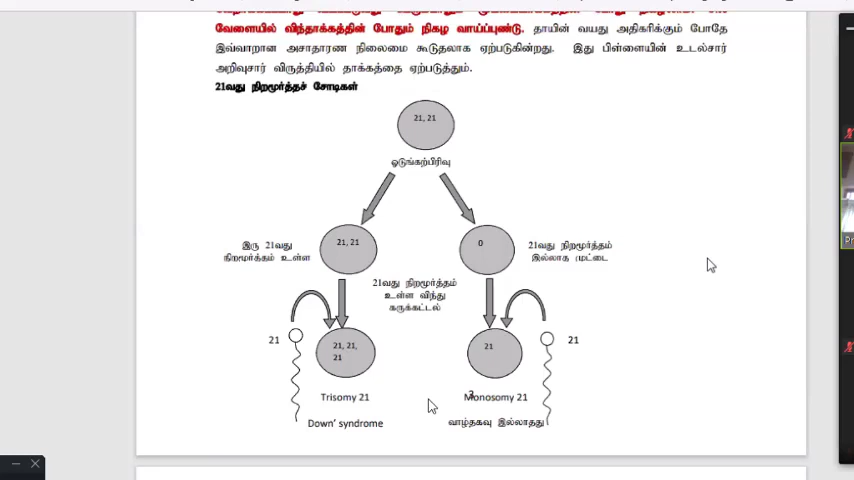 வேளையில் விந்தாக்கத்தின் போதும் நிகழ வாய்ப்புண்டு. தாயின் வயது அதிகரிக்கும் போதே
இவ்வாறான அசாதாரண நிலைமை கூடுதலாக ஏற்படுகின்றது. இது பிள்ளையின் உடல்சார்
அறிவுசார் விருத்தியில் தாக்கத்தை ஏற்படுத்தும்.
21வது நிறமூர்த்தச் சோடிகள்
21, 21
ஒடுங்கற்பிரிவு
இரு 21வது
நிறமூர்த்தம் உள்ள
21, 21
0
21வது நிறமூர்த்தம்
இல்லாத முட்டை
21வது நிறமூர்த்தம்
உள்ள விந்து
கருக்கட்டல்
21
21, 21,
21
21
21
Trisomy 21
Monosomy 21
Down' syndrome
வாழ்தகவு இல்லாதது